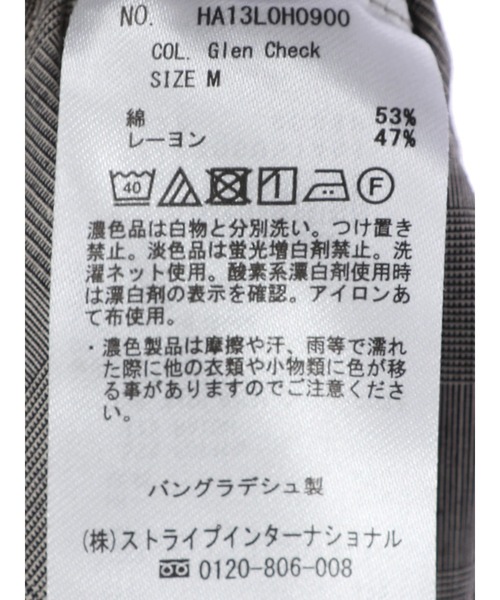 NO. HA13L0H0900
COL. Glen Check
SIZE M
綿 53%
レーヨン 47%
40 F
濃色品は白物と分別洗い。つけ置き
禁止。淡色品は蛍光増白剤禁止。洗
濯ネット使用。酸素系漂白剤使用時
は漂白剤の表示を確認。アイロンあ
て布使用。
・濃色製品は摩擦や汗、雨等で濡れ
た際に他の衣類や小物類に色が移
る事がありますのでご注意くださ
い。
バングラデシュ製
(株)ストライプインターナショナル
0120-806-008